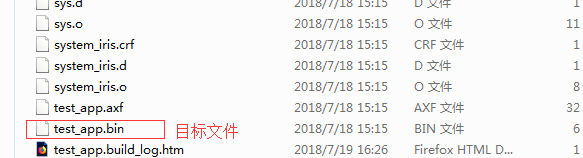 sys.d 2018/7/18 15:15 D 文件 1
sys.o 2018/7/18 15:15 O 文件 11
system_iris.crf 2018/7/18 15:15 CRF 文件 1
system_iris.d 2018/7/18 15:15 D 文件 1
system_iris.o 2018/7/18 15:15 O 文件 8
test_app.axf 2018/7/18 15:15 AXF 文件 32
test_app.bin 目标文件 2018/7/18 15:15 BIN 文件 6
test_app.build_log.htm 2018/7/19 16:26 Firefox HTML D... 1